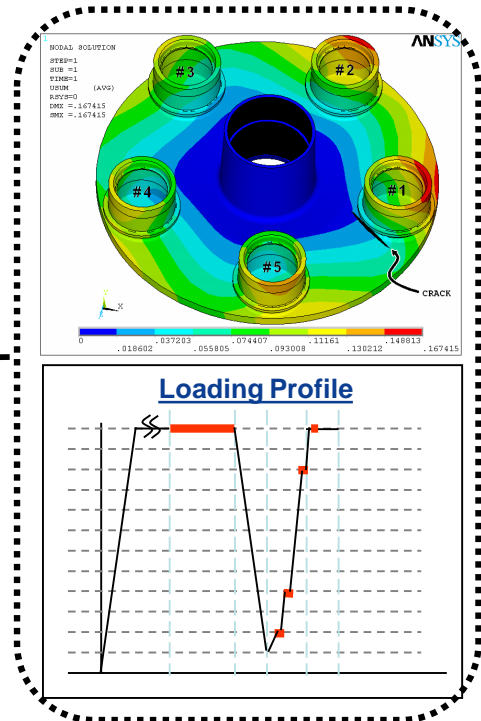 1
NODAL SOLUTION
ANSYS
STEP=1
SUB =1
TIME=1
USUM (AVG)
RSYS=0
DMX =.167415
SMX =.167415
#3
#2
#4
#1
#5
CRACK
Y
Z
X
0 .037203 .074407 .11161 .148813
.018602 .055805 .093008 .130212 .167415
Loading Profile